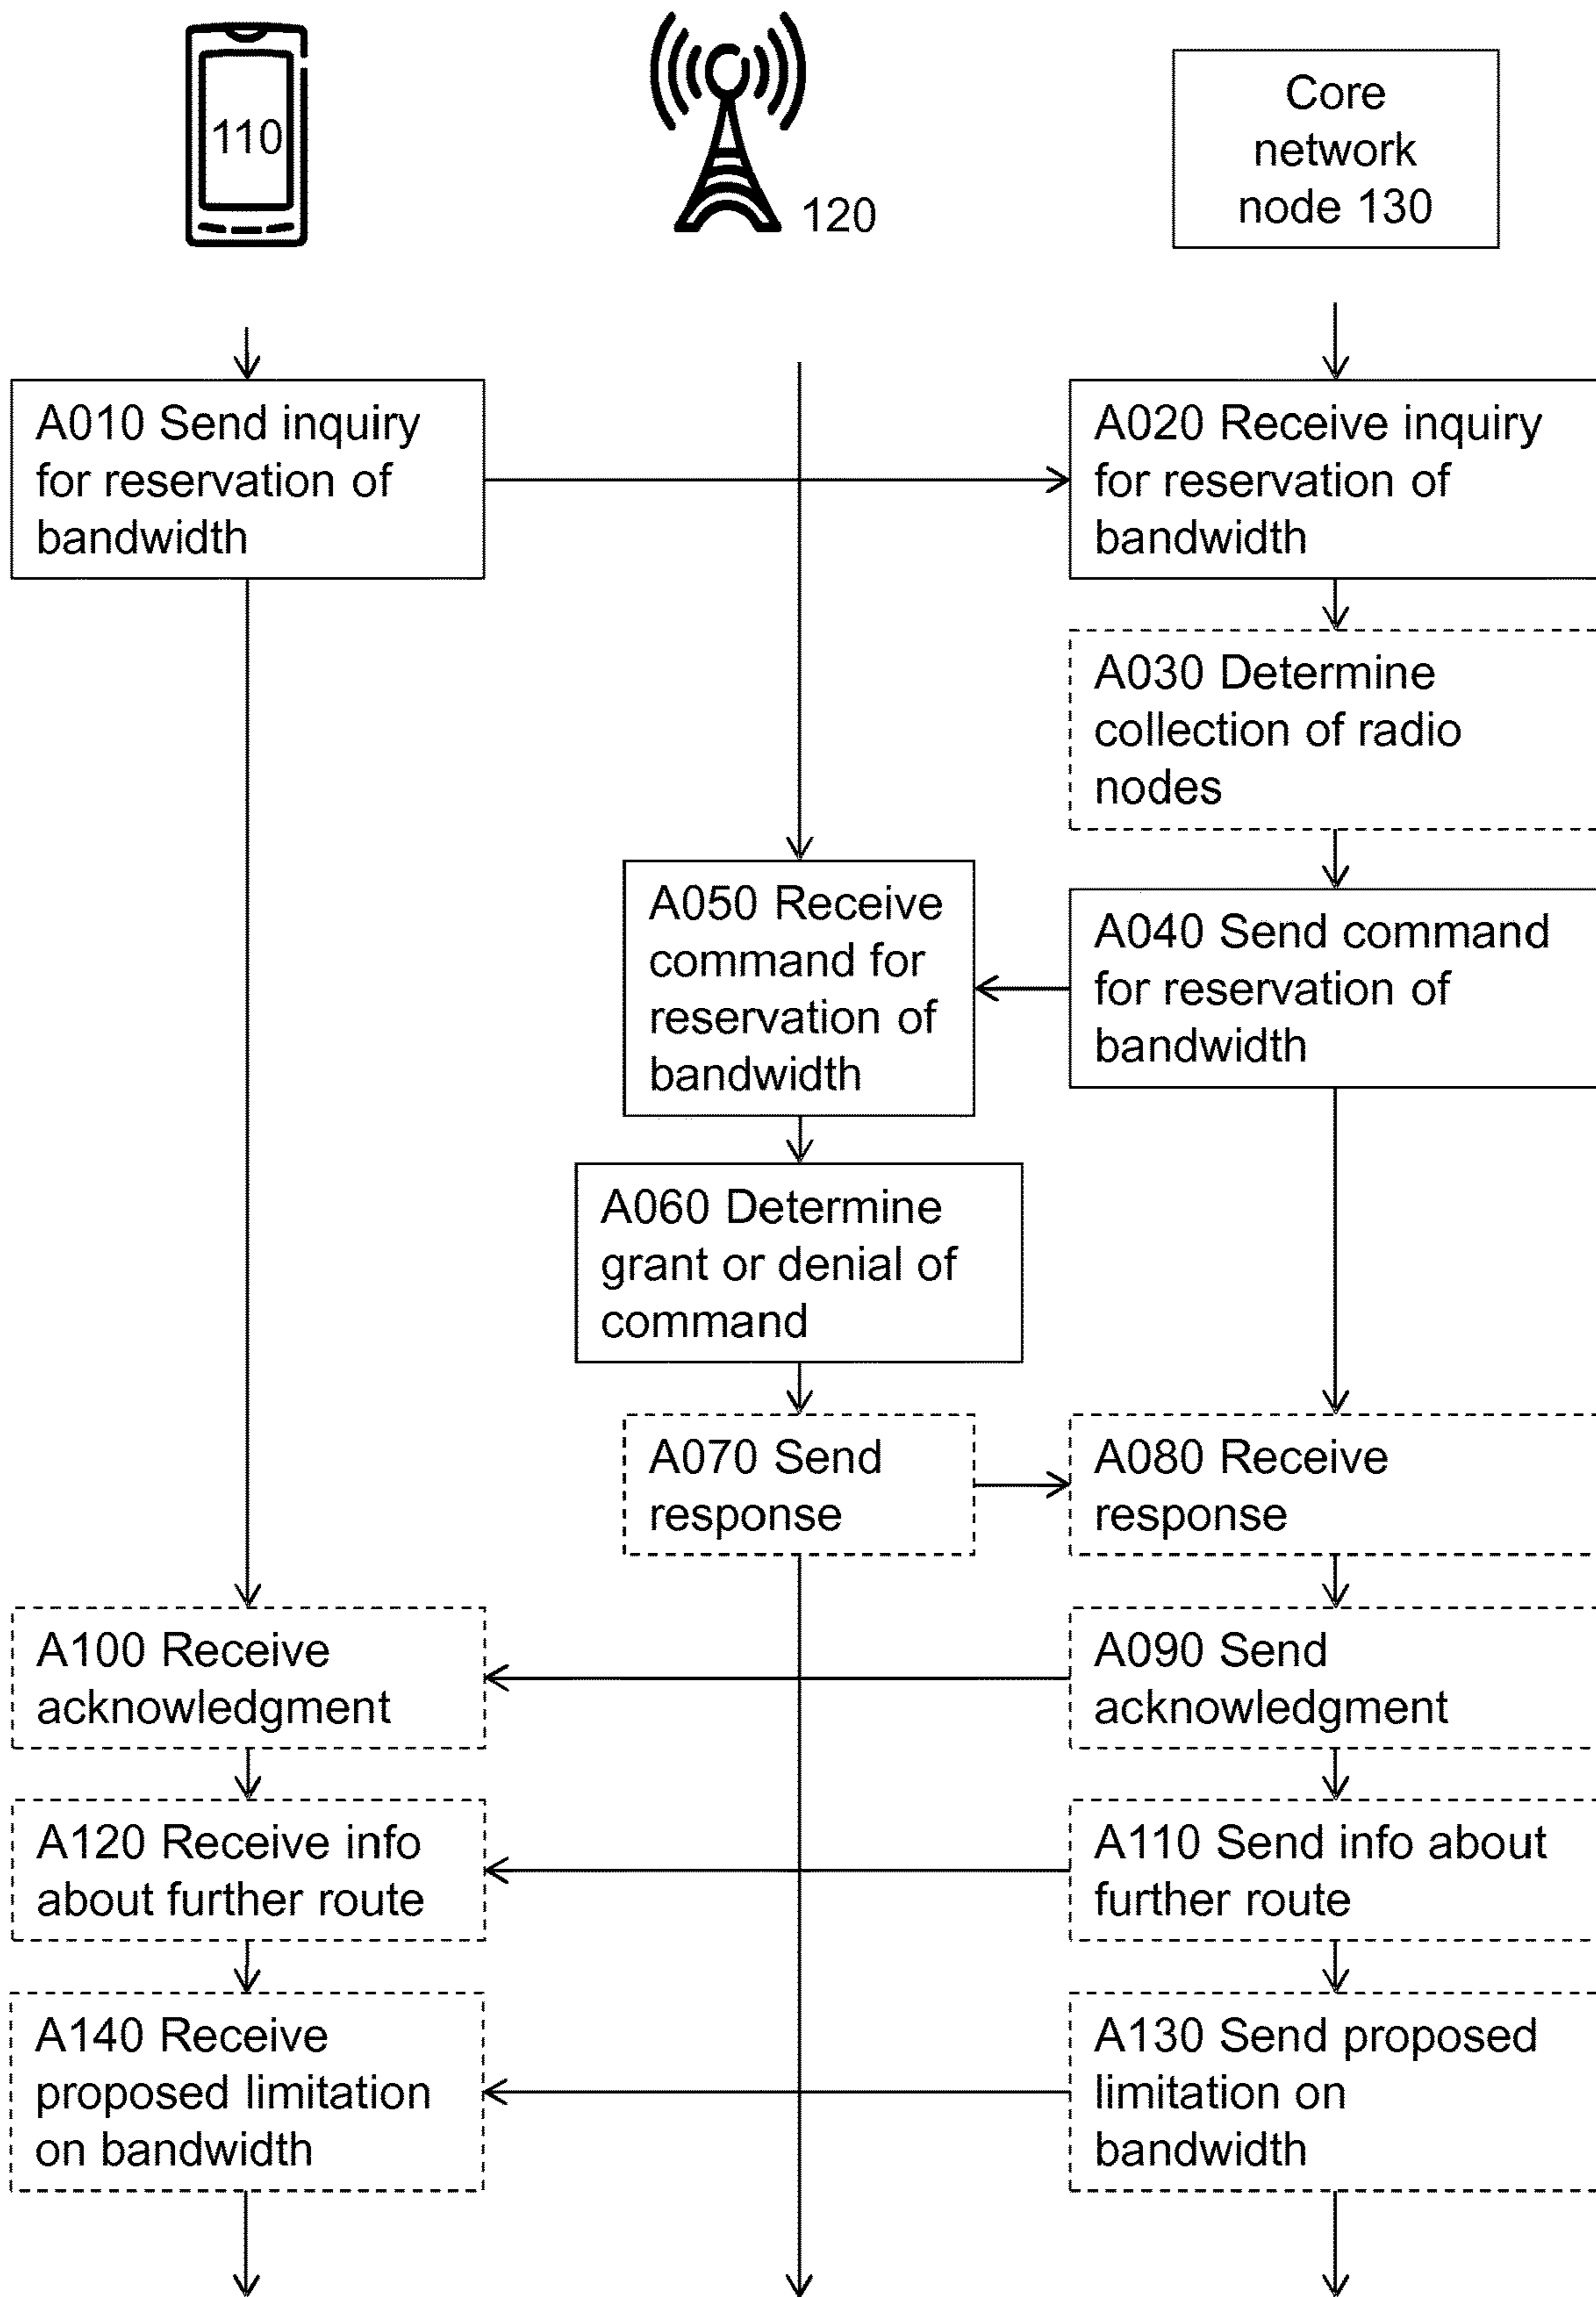 110
120
Core
network
node 130
A010 Send inquiry
for reservation of
bandwidth
A020 Receive inquiry
for reservation of
bandwidth
A030 Determine
collection of radio
nodes
A050 Receive
command for
reservation of
bandwidth
A040 Send command
for reservation of
bandwidth
A060 Determine
grant or denial of
command
A070 Send
response
A080 Receive
response
A100 Receive
acknowledgment
A090 Send
acknowledgment
A120 Receive info
about further route
A110 Send info about
further route
A140 Receive
proposed limitation
on bandwidth
A130 Send proposed
limitation on
bandwidth